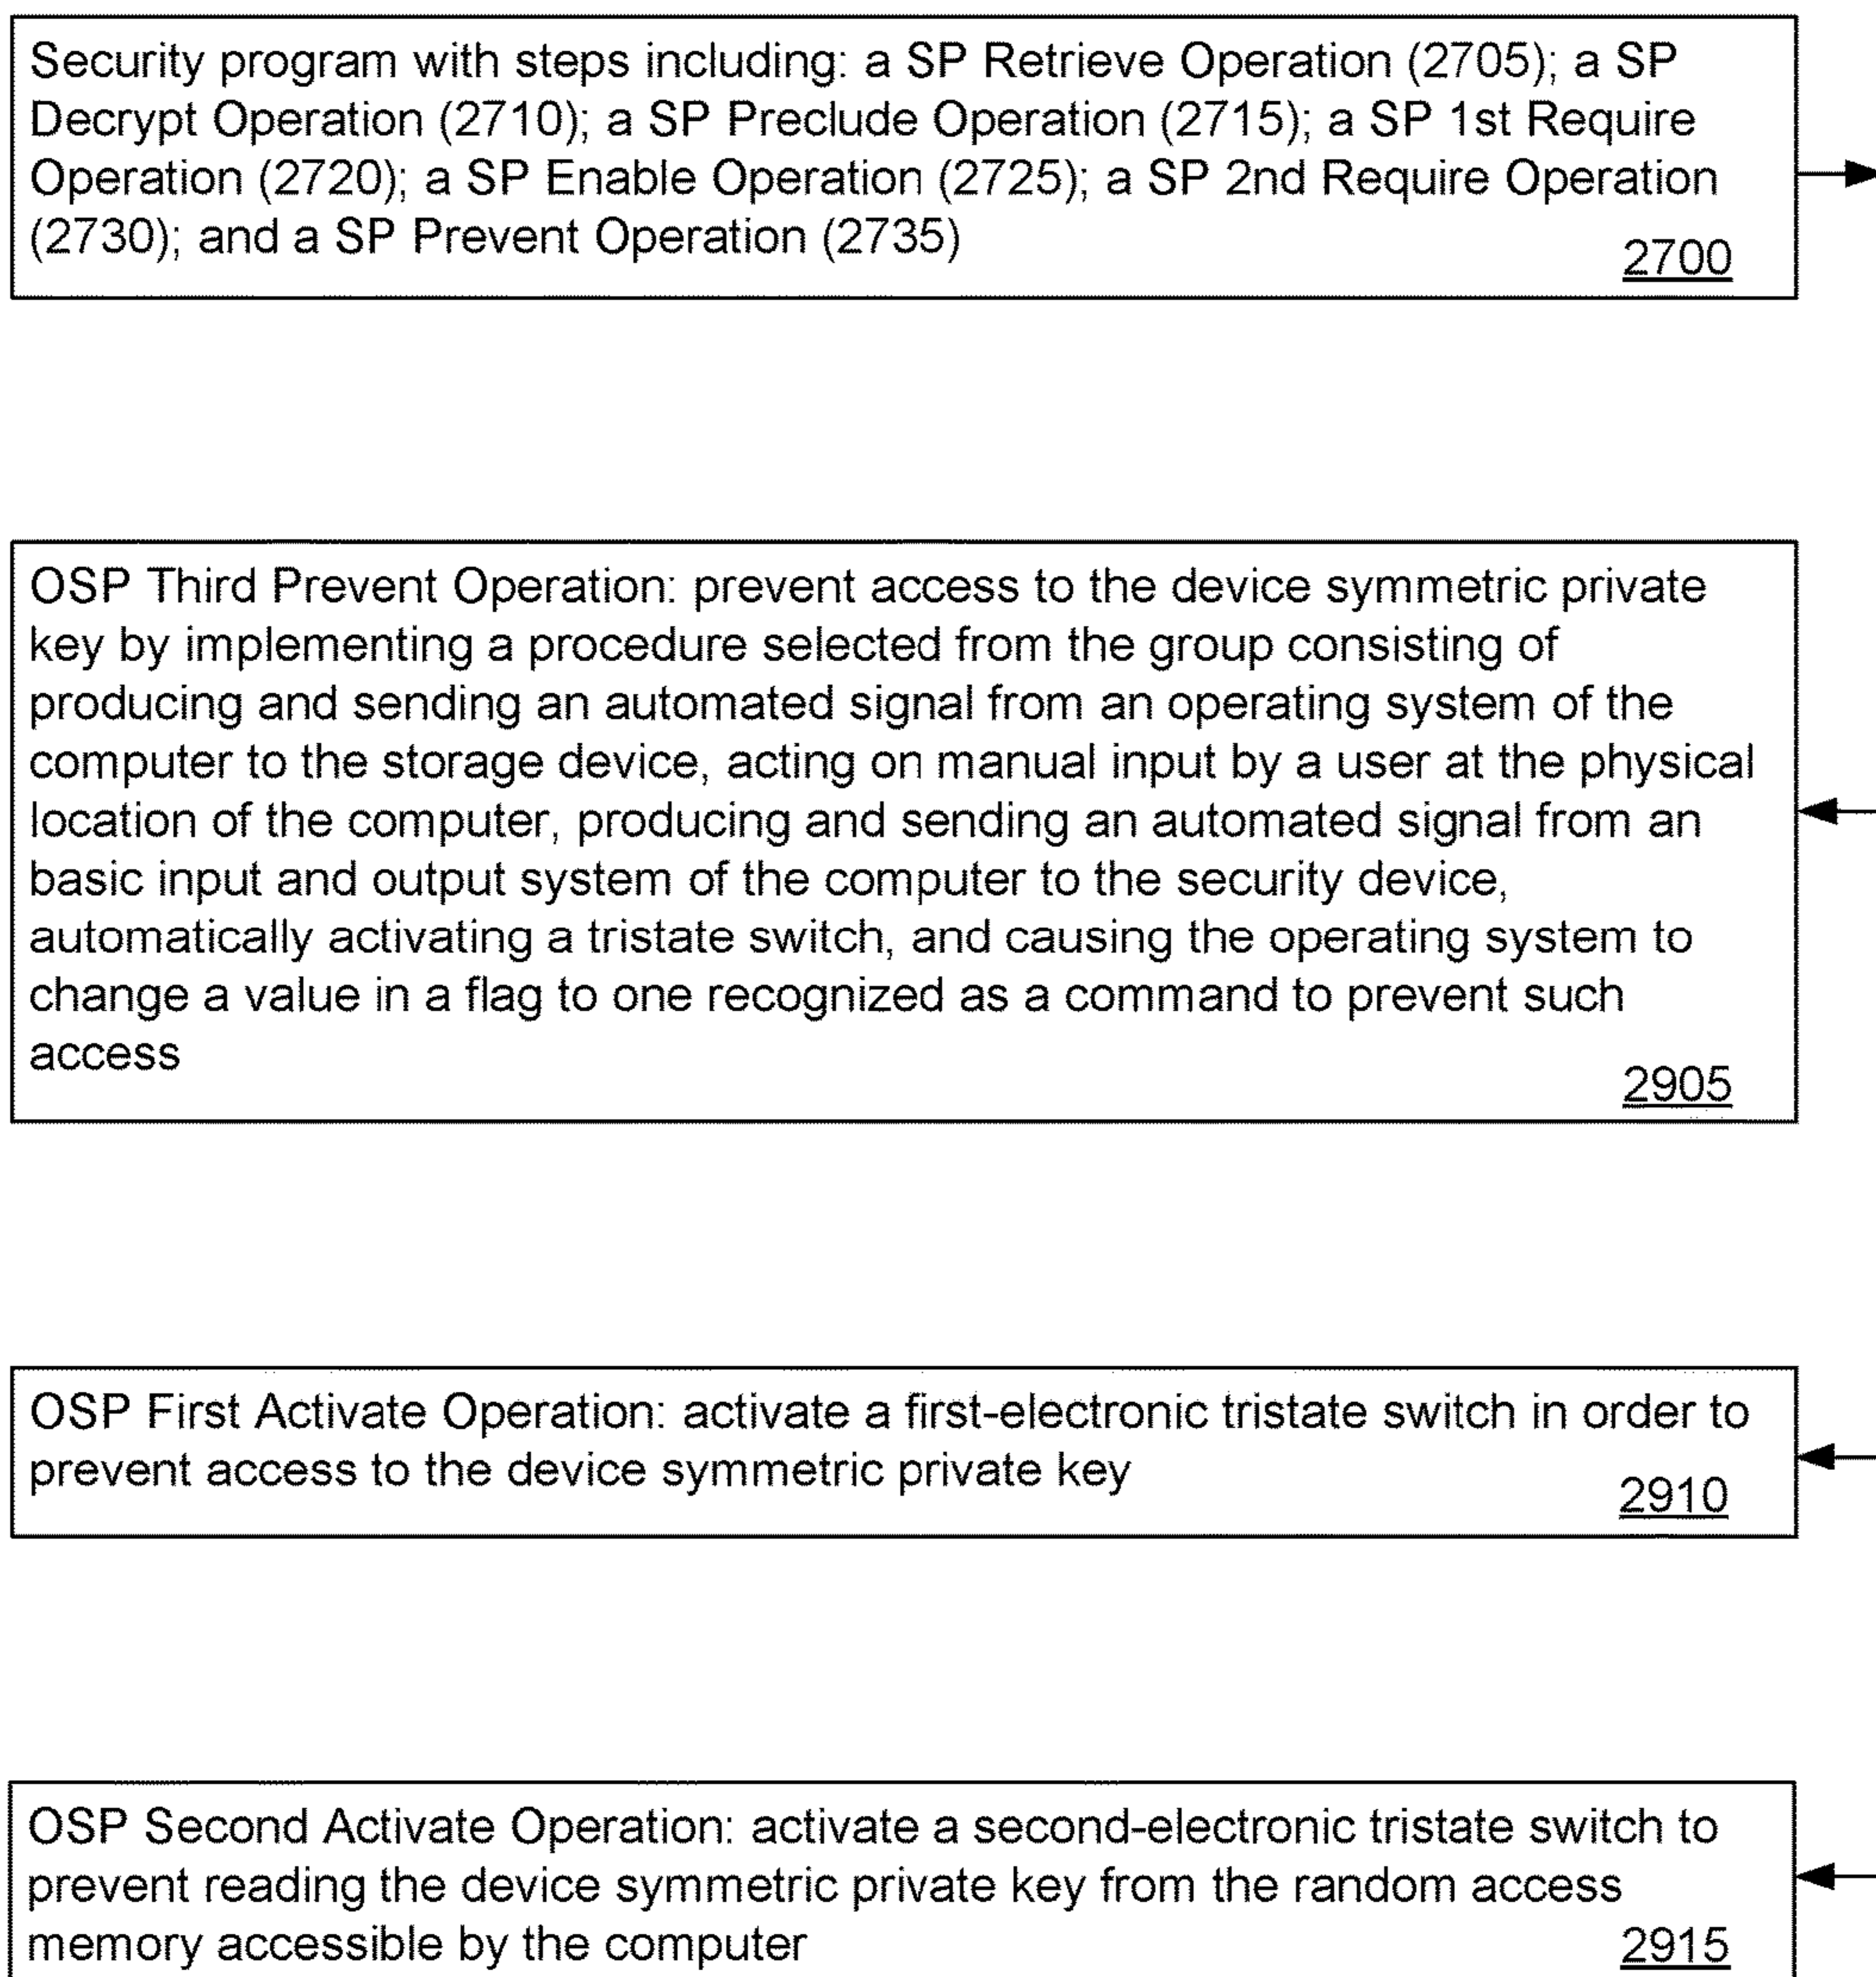 Security program with steps including: a SP Retrieve Operation (2705); a SP
Decrypt Operation (2710); a SP Preclude Operation (2715); a SP 1st Require
Operation (2720); a SP Enable Operation (2725); a SP 2nd Require Operation
(2730); and a SP Prevent Operation (2735)
2700
OSP Third Prevent Operation: prevent access to the device symmetric private
key by implementing a procedure selected from the group consisting of
producing and sending an automated signal from an operating system of the
computer to the storage device, acting on manual input by a user at the physical
location of the computer, producing and sending an automated signal from an
basic input and output system of the computer to the security device,
automatically activating a tristate switch, and causing the operating system to
change a value in a flag to one recognized as a command to prevent such
access
2905
OSP First Activate Operation: activate a first-electronic tristate switch in order to
prevent access to the device symmetric private key
2910
OSP Second Activate Operation: activate a second-electronic tristate switch to
prevent reading the device symmetric private key from the random access
memory accessible by the computer
2915